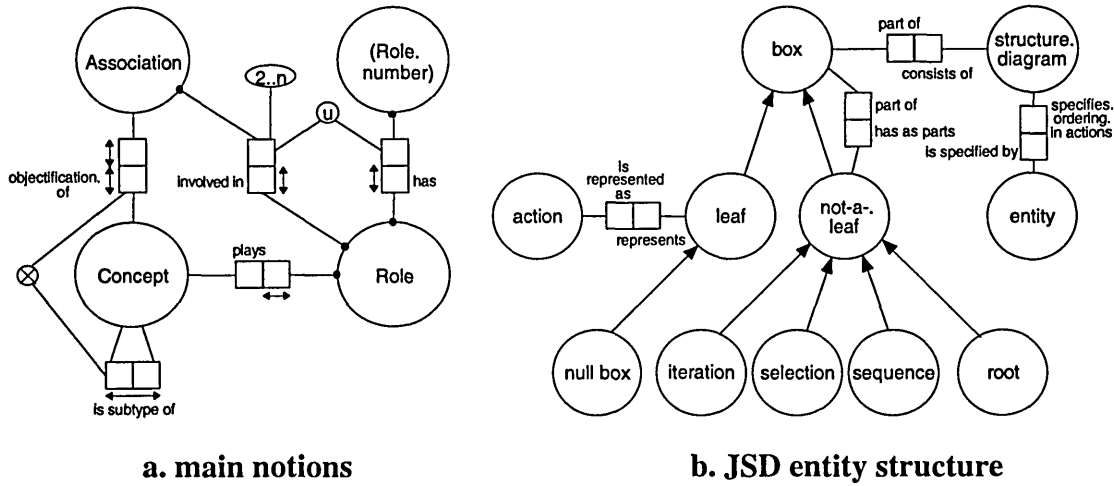 Association
(Role.
number)
2..n
u
objectification.
of
involved in
has
plays
Concept
Role
is subtype of
a. main notions
box
part of
consists of
structure.
diagram
part of
has as parts
specifies.
ordering.
in actions
is specified by
is
represented
as
represents
action
leaf
not-a-.
leaf
entity
null box
iteration
selection
sequence
root
b. JSD entity structure